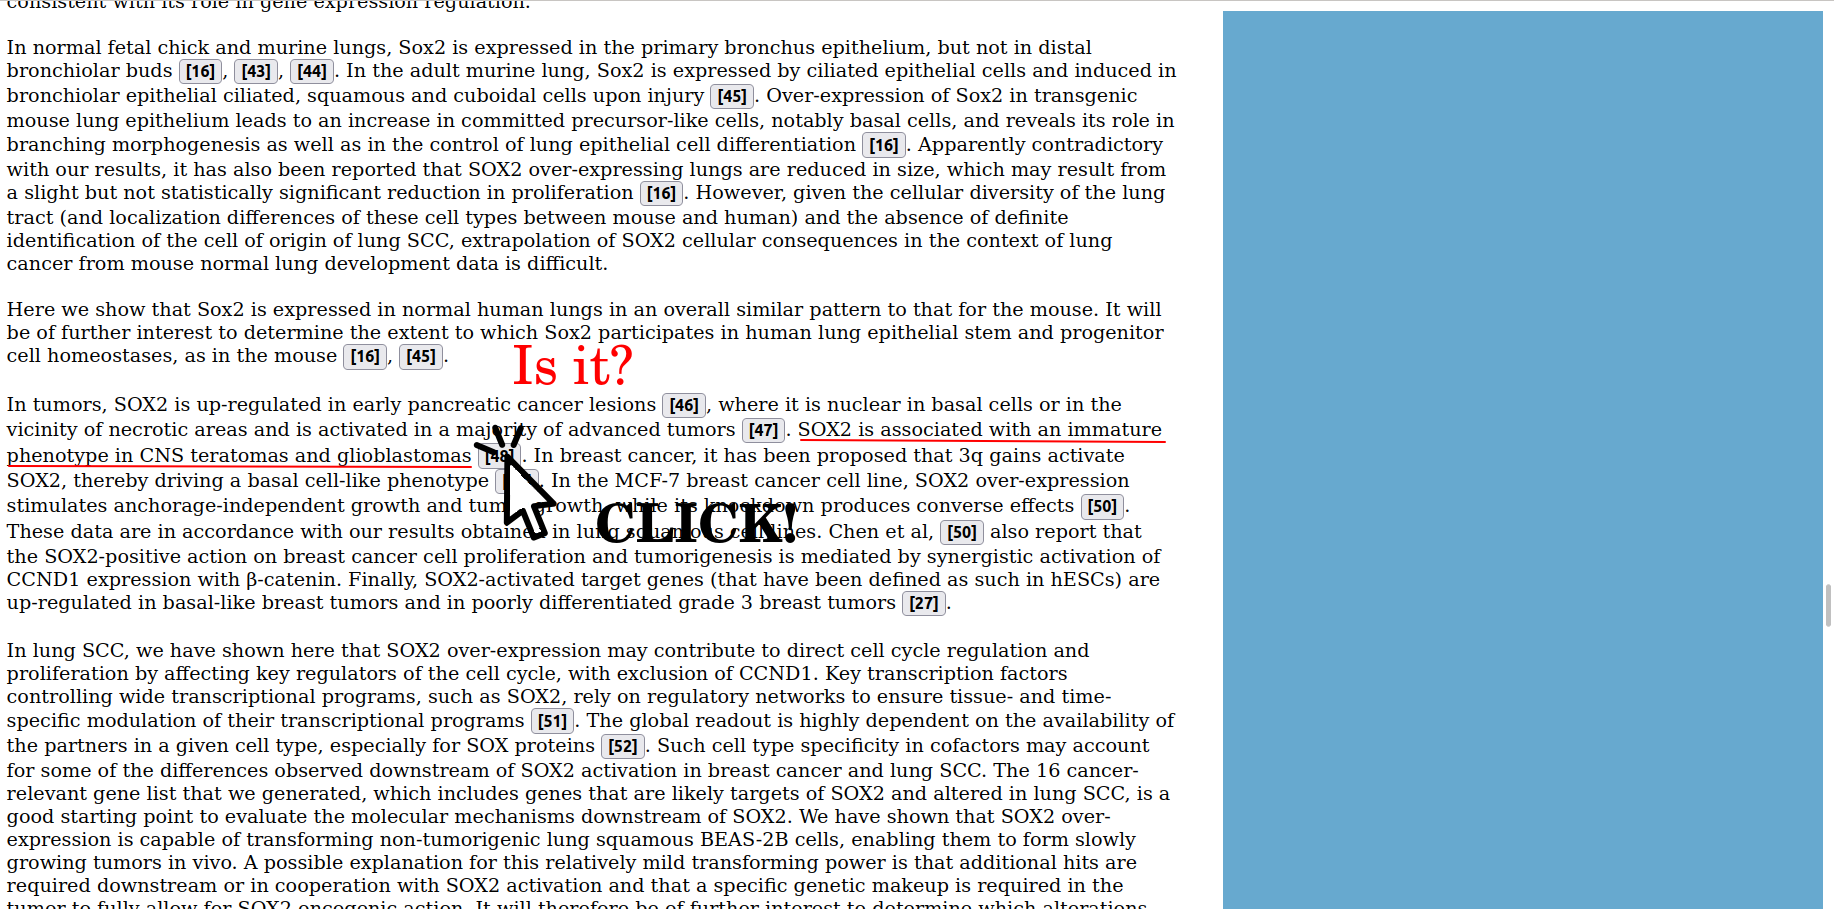 consistent with its role in gene expression regulation.
In normal fetal chick and murine lungs, Sox2 is expressed in the primary bronchus epithelium, but not in distal
bronchiolar buds [16], [43], [44]. In the adult murine lung, Sox2 is expressed by ciliated epithelial cells and induced in
bronchiolar epithelial ciliated, squamous and cuboidal cells upon injury [45]. Over-expression of Sox2 in transgenic
mouse lung epithelium leads to an increase in committed precursor-like cells, notably basal cells, and reveals its role in
branching morphogenesis as well as in the control of lung epithelial cell differentiation [16]. Apparently contradictory
with our results, it has also been reported that SOX2 over-expressing lungs are reduced in size, which may result from
a slight but not statistically significant reduction in proliferation [16]. However, given the cellular diversity of the lung
tract (and localization differences of these cell types between mouse and human) and the absence of definite
identification of the cell of origin of lung SCC, extrapolation of SOX2 cellular consequences in the context of lung
cancer from mouse normal lung development data is difficult.
Here we show that Sox2 is expressed in normal human lungs in an overall similar pattern to that for the mouse. It will
be of further interest to determine the extent to which Sox2 participates in human lung epithelial stem and progenitor
cell homeostases, as in the mouse [16], [45].
Is it?
In tumors, SOX2 is up-regulated in early pancreatic cancer lesions [46], where it is nuclear in basal cells or in the
vicinity of necrotic areas and is activated in a majority of advanced tumors [47]. SOX2 is associated with an immature
phenotype in CNS teratomas and glioblastomas [48]. In breast cancer, it has been proposed that 3q gains activate
SOX2, thereby driving a basal cell-like phenotype . In the MCF-7 breast cancer cell line, SOX2 over-expression
stimulates anchorage-independent growth and tumor growth, while its knockdown produces converse effects [50].
These data are in accordance with our results obtained in lung squamous cell lines. Chen et al, [50] also report that
CLICK!
the SOX2-positive action on breast cancer cell proliferation and tumorigenesis is mediated by synergistic activation of
CCND1 expression with β-catenin. Finally, SOX2-activated target genes (that have been defined as such in hESCs) are
up-regulated in basal-like breast tumors and in poorly differentiated grade 3 breast tumors [27].
In lung SCC, we have shown here that SOX2 over-expression may contribute to direct cell cycle regulation and
proliferation by affecting key regulators of the cell cycle, with exclusion of CCND1. Key transcription factors
controlling wide transcriptional programs, such as SOX2, rely on regulatory networks to ensure tissue- and time-
specific modulation of their transcriptional programs [51]. The global readout is highly dependent on the availability of
the partners in a given cell type, especially for SOX proteins [52]. Such cell type specificity in cofactors may account
for some of the differences observed downstream of SOX2 activation in breast cancer and lung SCC. The 16 cancer-
relevant gene list that we generated, which includes genes that are likely targets of SOX2 and altered in lung SCC, is a
good starting point to evaluate the molecular mechanisms downstream of SOX2. We have shown that SOX2 over-
expression is capable of transforming non-tumorigenic lung squamous BEAS-2B cells, enabling them to form slowly
growing tumors in vivo. A possible explanation for this relatively mild transforming power is that additional hits are
required downstream or in cooperation with SOX2 activation and that a specific genetic makeup is required in the
tumor to fully allow for SOX2 oncogenic action. It will therefore be of further interest to determine which alterations